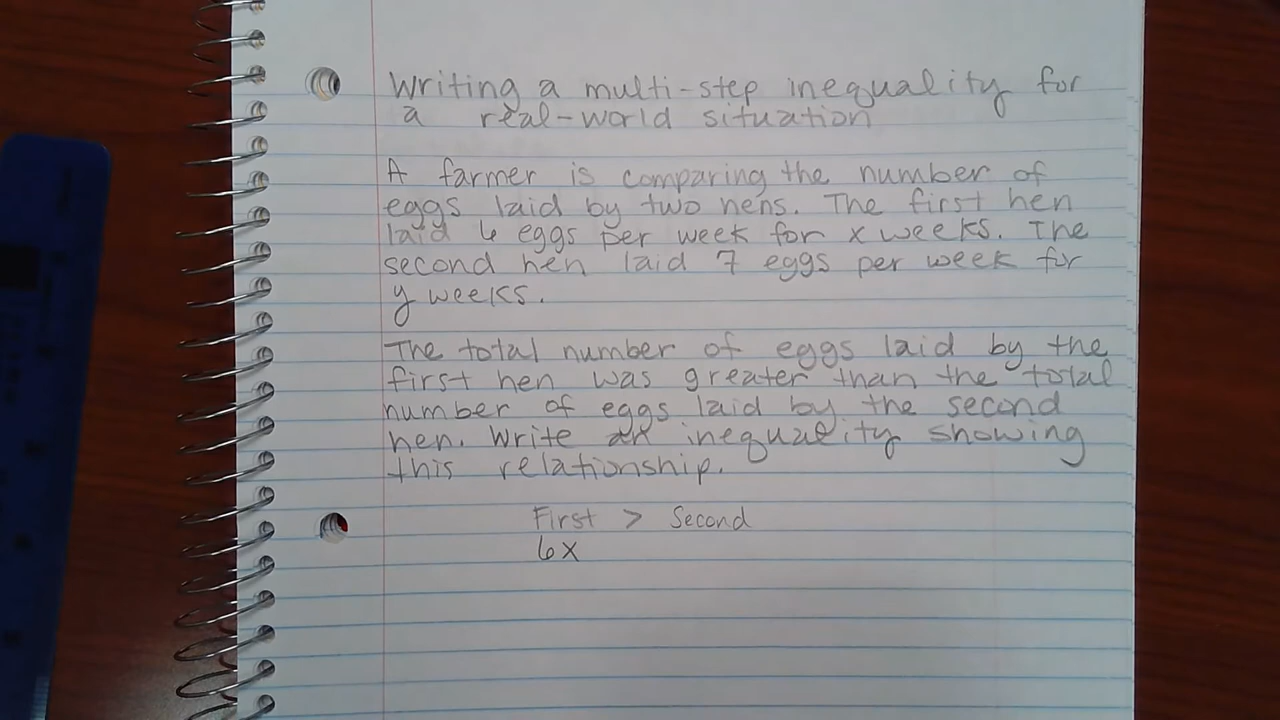 Writing a multi-step inequality for
a real-world situation
A farmer is comparing the number of
eggs laid by two hens. The first hen
laid 6 eggs per week for x weeks. The
second hen laid 7 eggs per week for
y weeks.
The total number of eggs laid by the
first hen was greater than the total
number of eggs laid by the second
hen. Write an inequality showing
this relationship.
First > Second
6x